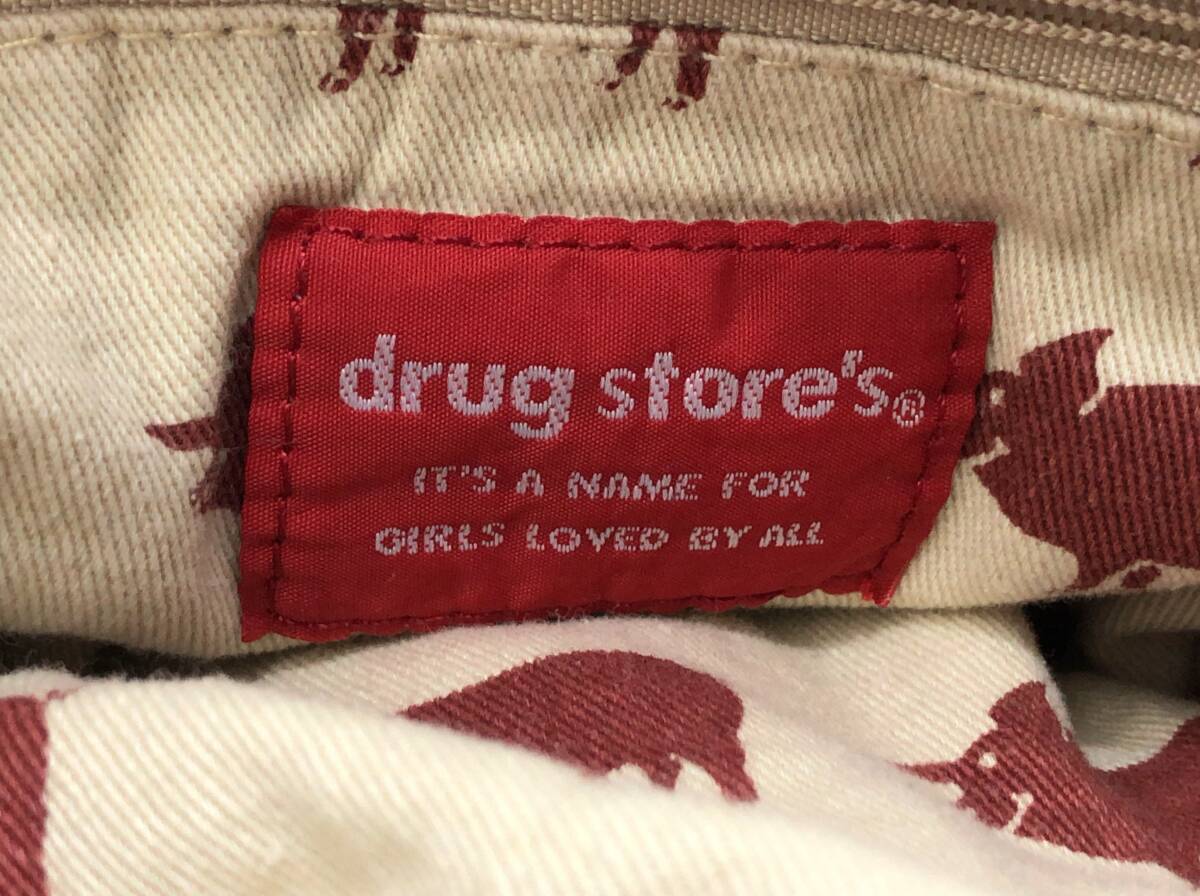 drug store's®
IT'S A NAME FOR
GIRLS LOVED BY ALL